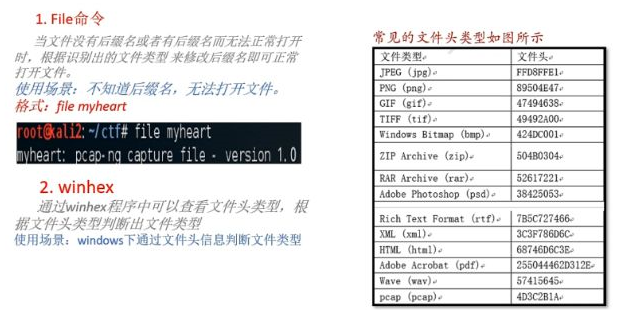 1. File命令
当文件没有后缀名或者有后缀名而无法正常打开
时，根据识别出的文件类型 来修改后缀名即可正常
打开文件。
使用场景：不知道后缀名，无法打开文件。
格式：file myheart
root@kali2:~/ctf# file myheart
myheart: pcap-ng capture file - version 1.0
2. winhex
通过winhex程序中可以查看文件头类型，根
据文件头类型判断出文件类型
使用场景：windows下通过文件头信息判断文件类型
常见的文件头类型如图所示
文件类型 文件头
JPEG (jpg) FFD8FFE1
PNG (png) 89504E47
GIF (gif) 47494638
TIFF (tif) 49492A00
Windows Bitmap (bmp) 424DC001
ZIP Archive (zip) 504B0304
RAR Archive (rar) 52617221
Adobe Photoshop (psd) 38425053
Rich Text Format (rtf) 7B5C727466
XML (xml) 3C3F786D6C
HTML (html) 68746D6C3E
Adobe Acrobat (pdf) 255044462D312E
Wave (wav) 57415645
pcap (pcap) 4D3C2B1A